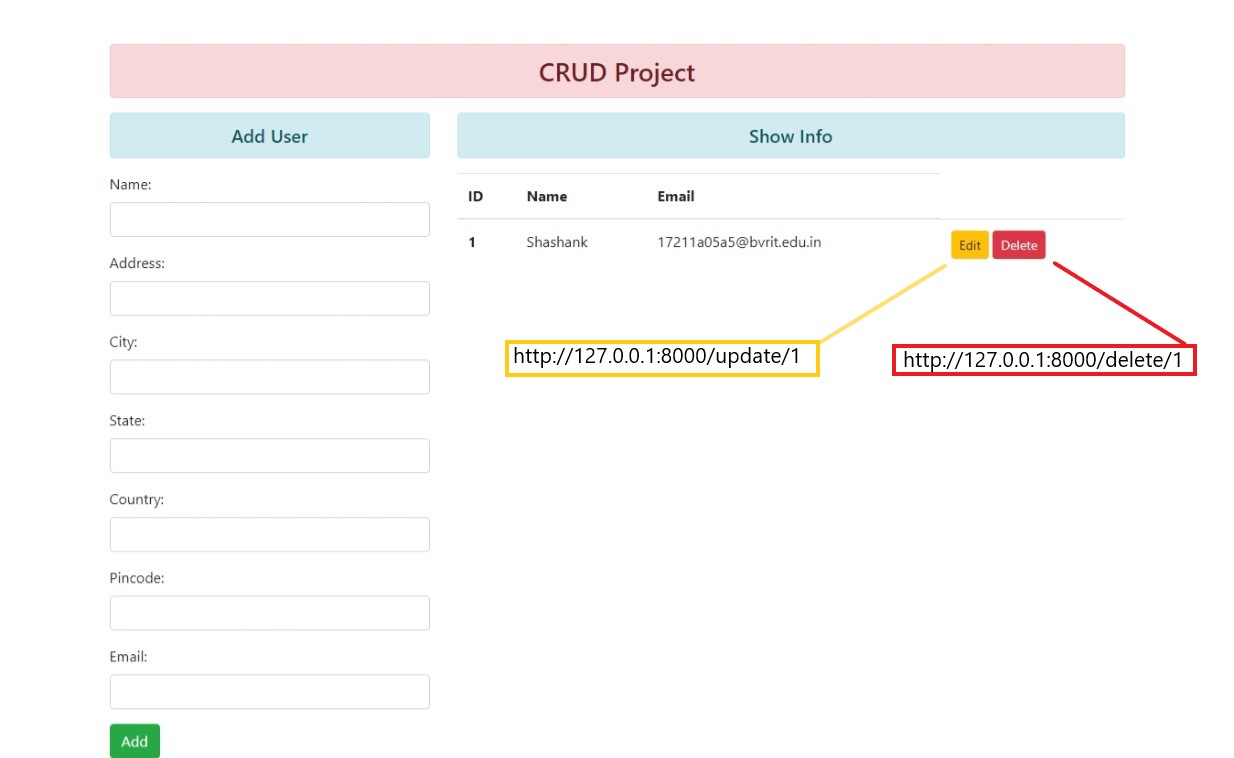 CRUD Project
Add User
Name:
Address:
City:
State:
Country:
Pincode:
Email:
Add
Show Info
ID Name Email
1 Shashank 17211a05a5@bvrit.edu.in Edit Delete
http://127.0.0.1:8000/update/1
http://127.0.0.1:8000/delete/1